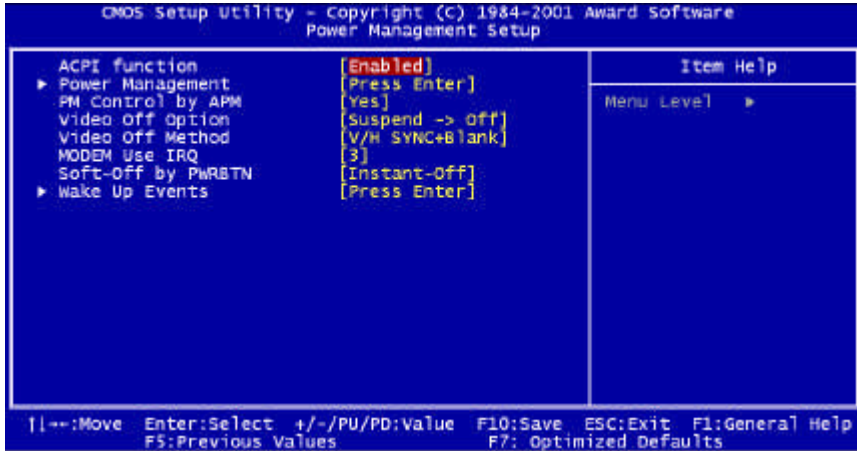 CMOS Setup Utility - Copyright (C) 1984-2001 Award Software
Power Management Setup
ACPI function [Enabled]
▶ Power Management [Press Enter]
PM Control by APM [Yes]
Video Off Option [Suspend -> Off]
Video Off Method [V/H SYNC+Blank]
MODEM Use IRQ [3]
Soft-Off by PWRBTN [Instant-Off]
▶ Wake Up Events [Press Enter]
Item Help
Menu Level ▶
↑↓→←:Move Enter:Select +/-/PU/PD:Value F10:Save ESC:Exit F1:General Help
F5:Previous Values F7: Optimized Defaults